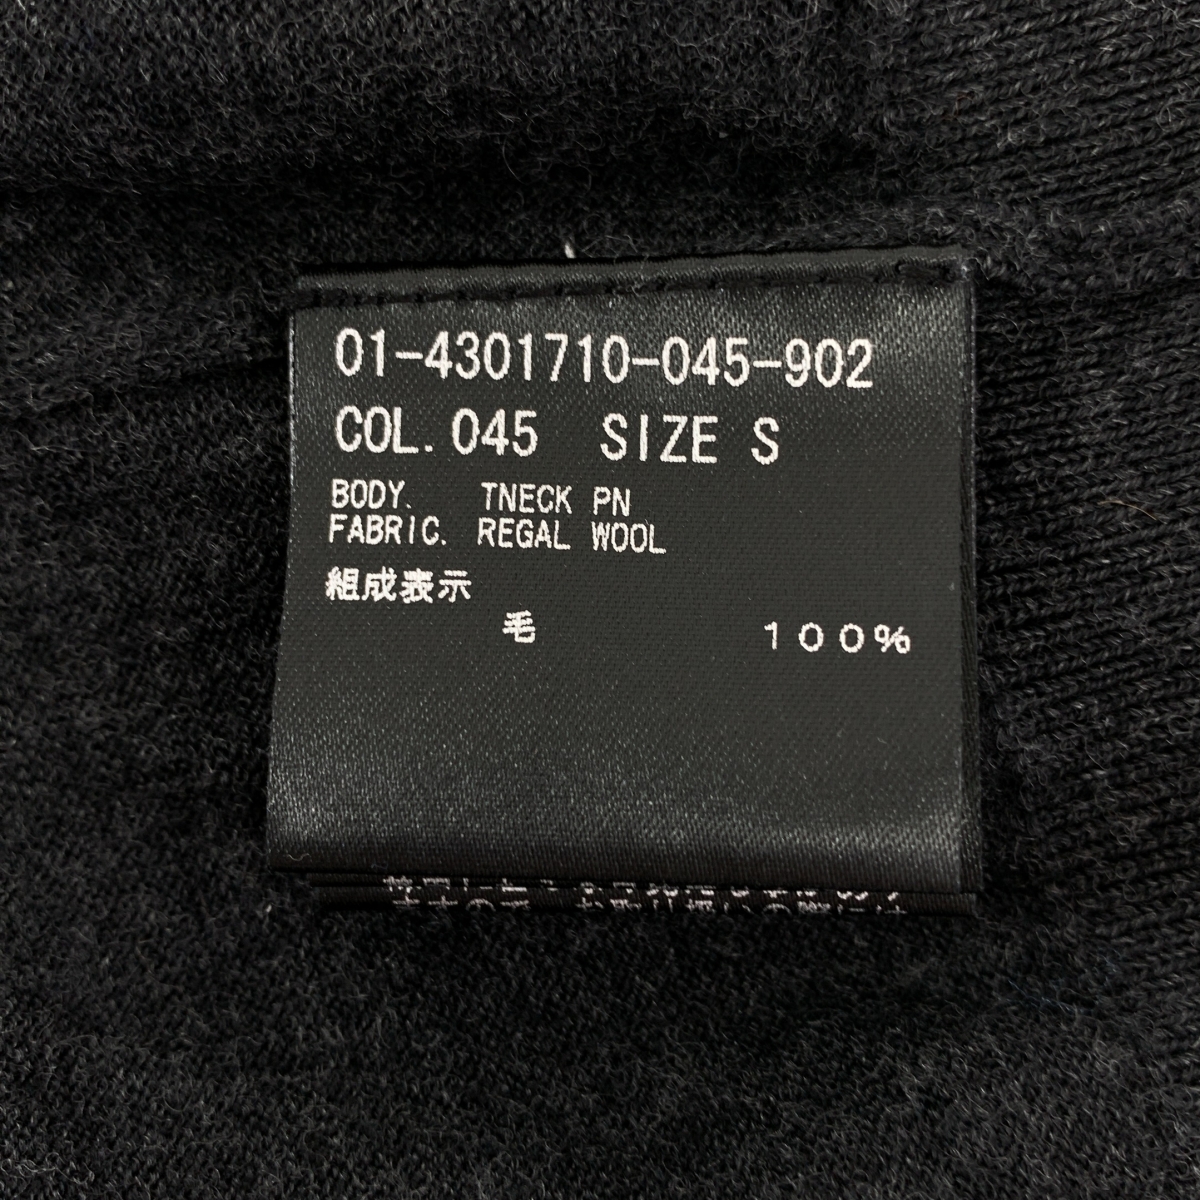 01-4301710-045-902
COL. 045 SIZE S
BODY. TNECK PN
FABRIC. REGAL WOOL
組成表示
毛 100%